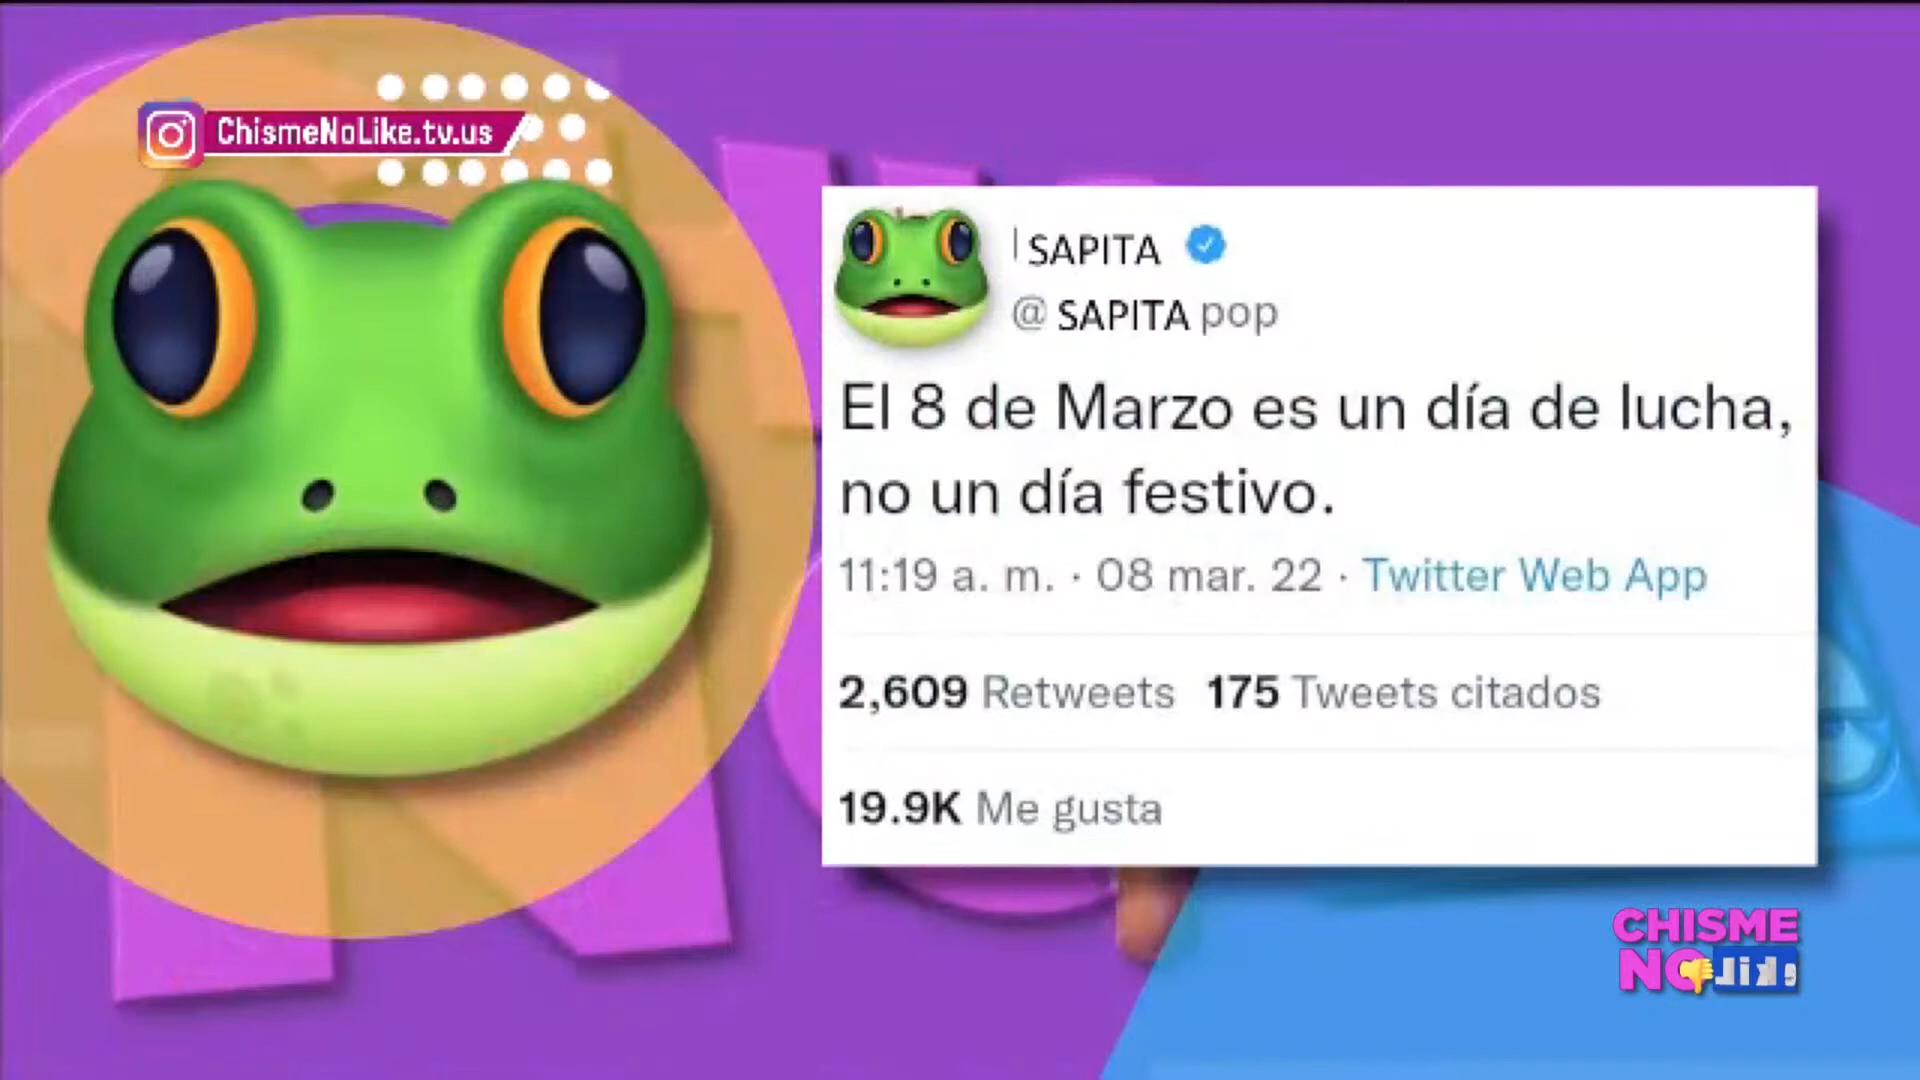 ChismeNoLike.tv.us
SAPITA
@ SAPITA pop
El 8 de Marzo es un día de lucha,
no un día festivo.
11:19 a. m. · 08 mar. 22 · Twitter Web App
2,609 Retweets 175 Tweets citados
19.9K Me gusta
CHISME
NO